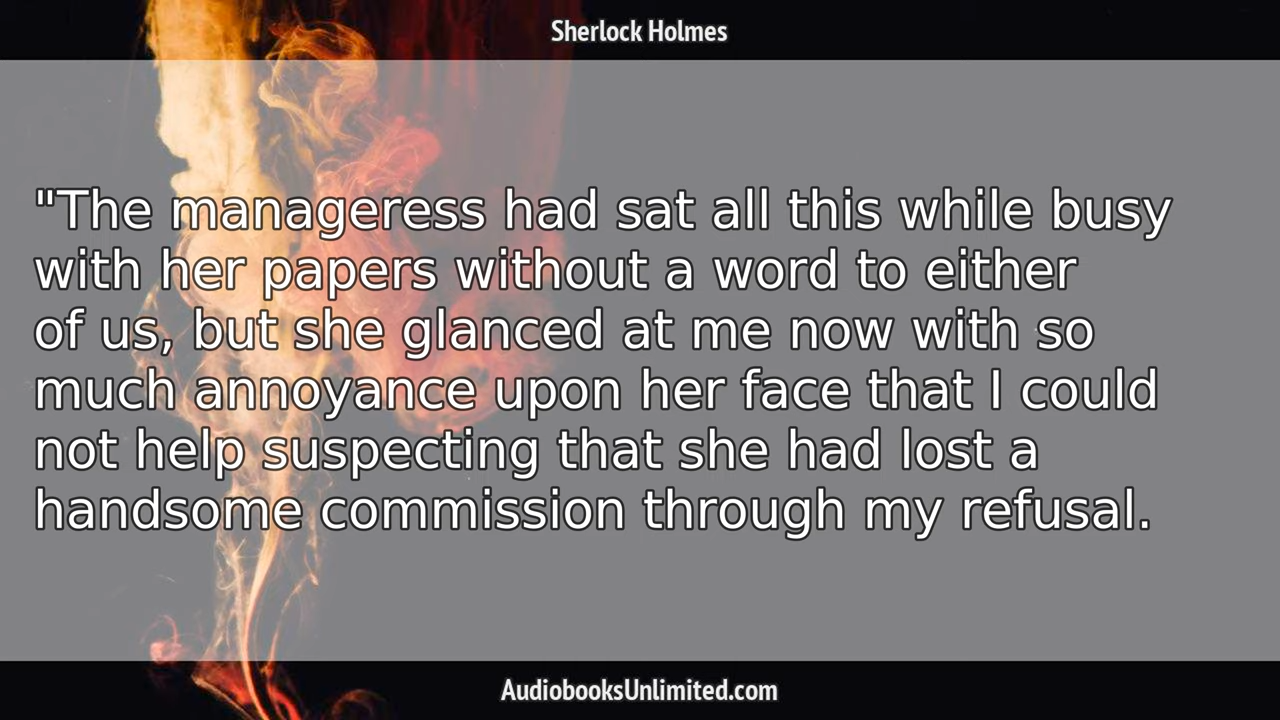 Sherlock Holmes
"The manageress had sat all this while busy
with her papers without a word to either
of us, but she glanced at me now with so
much annoyance upon her face that I could
not help suspecting that she had lost a
handsome commission through my refusal.
AudiobooksUnlimited.com